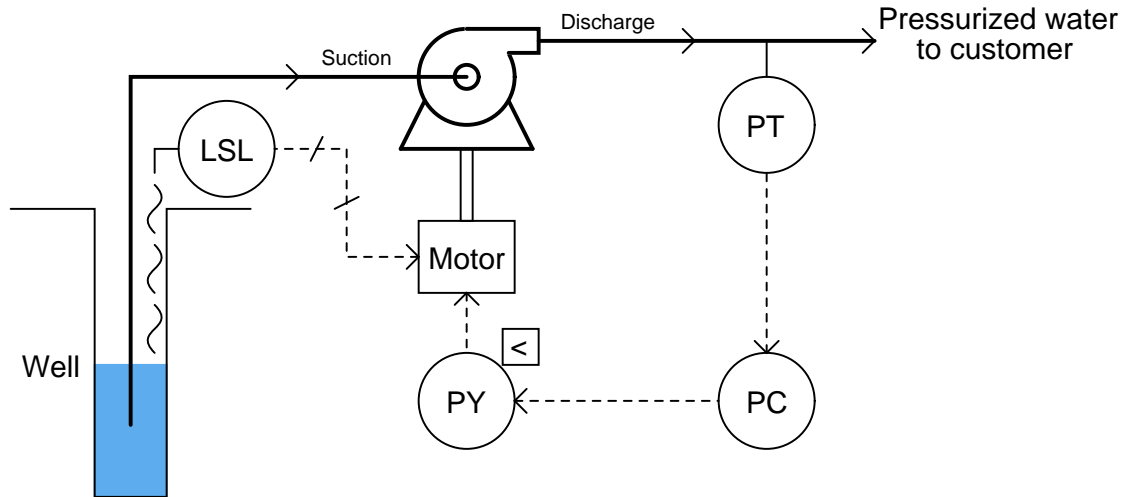 Discharge
Pressurized water
to customer
Suction
PT
LSL
Motor
<
Well
PY
PC